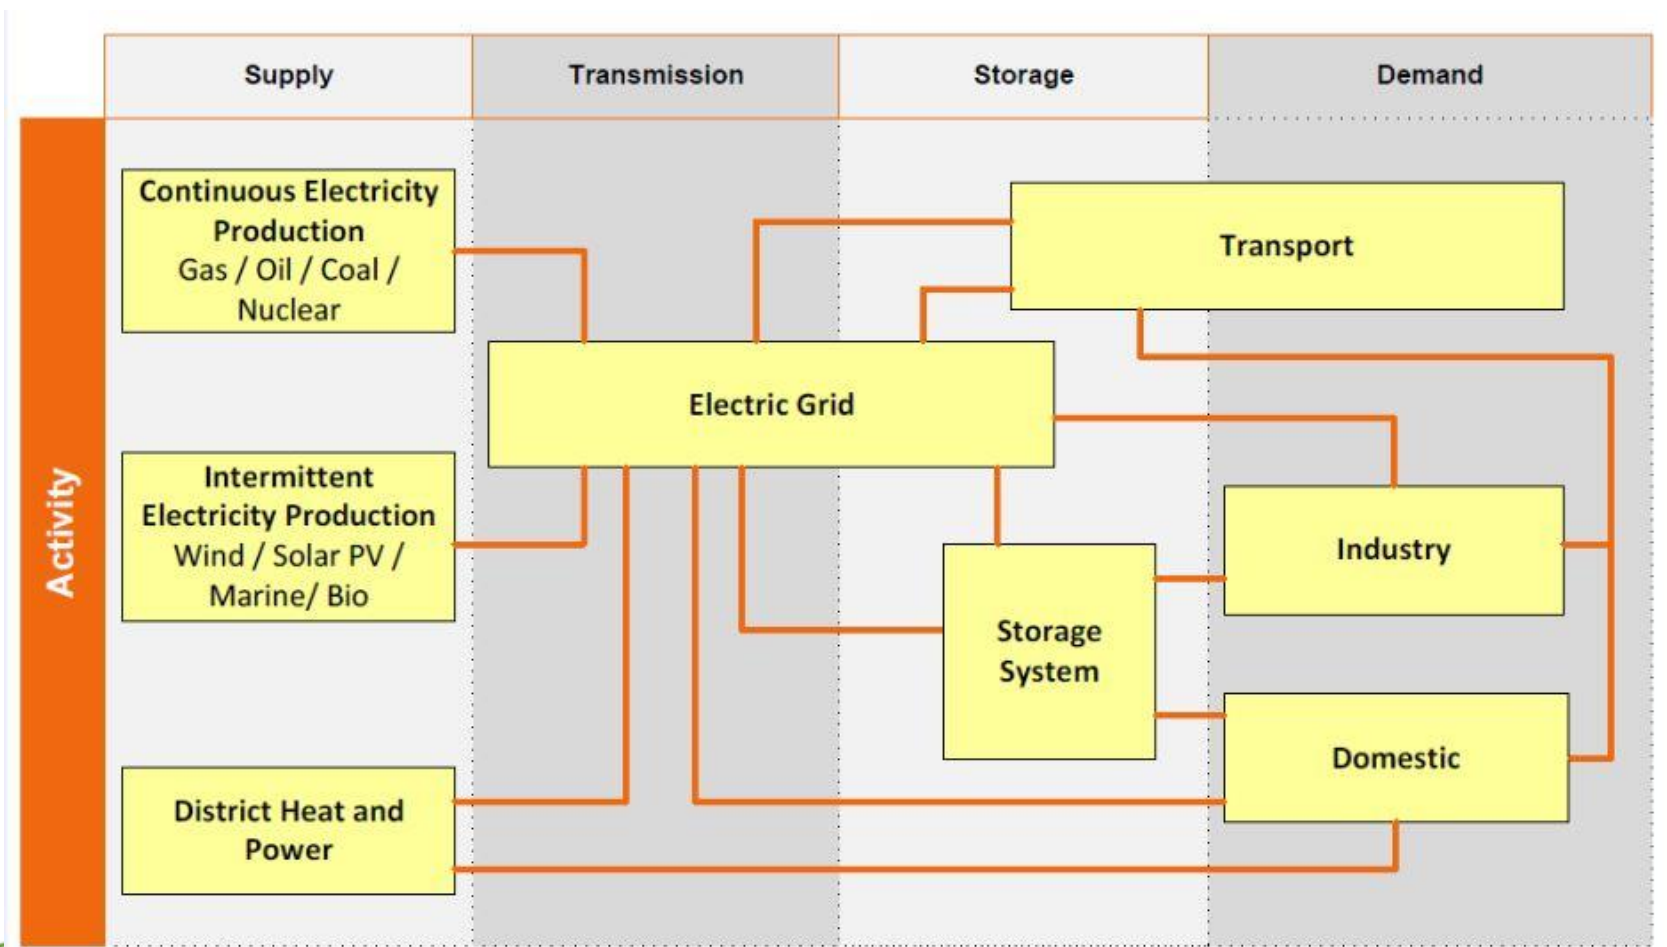 Supply
Transmission
Storage
Demand
Activity
Continuous Electricity
Production
Gas / Oil / Coal /
Nuclear
Transport
Electric Grid
Intermittent
Electricity Production
Wind / Solar PV /
Marine/ Bio
Industry
Storage
System
Domestic
District Heat and
Power